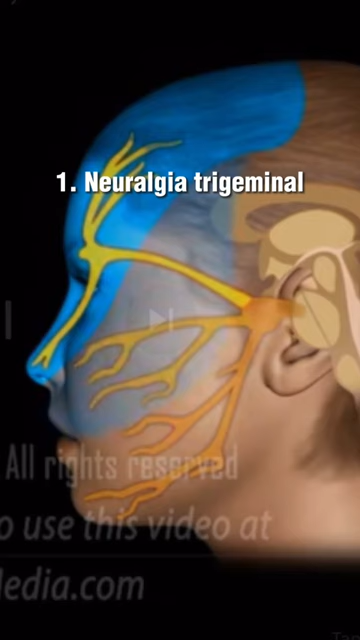 1. Neuralgia trigeminal
All rights reserved
o use this video at
edia.com